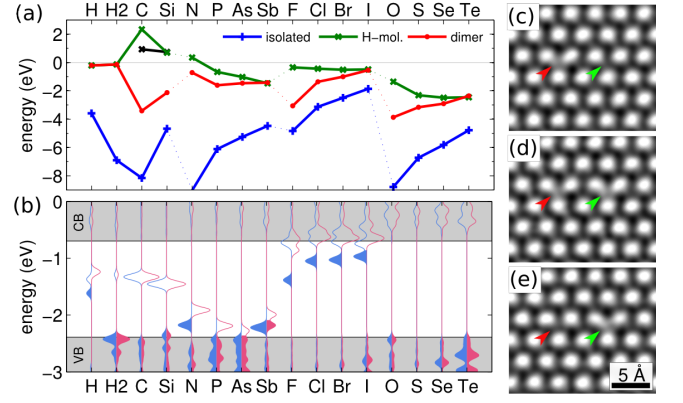 (a) H H2 C Si N P As Sb F Cl Br I O S Se Te
isolated H-mol. dimer
energy (eV)
2
0
−2
−4
−6
−8
(b)
energy (eV)
0
−1
−2
−3
CB
VB
H H2 C Si N P As Sb F Cl Br I O S Se Te
(c)
(d)
(e)
5 Å